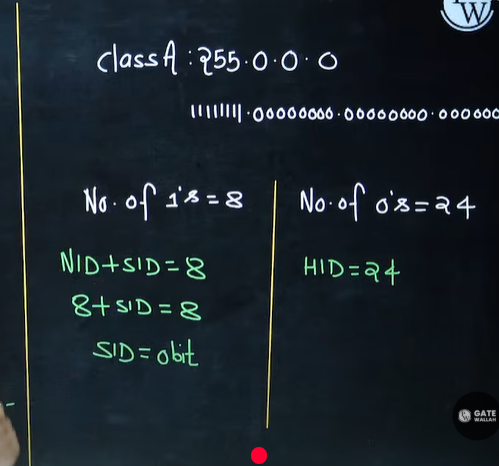 W
class A : 255.0.0.0
11111111.00000000.00000000.000000
No. of 1's = 8
NID+SID = 8
8+SID = 8
SID = 0bit
No. of 0's = 24
HID = 24
W GATE
WALLAH